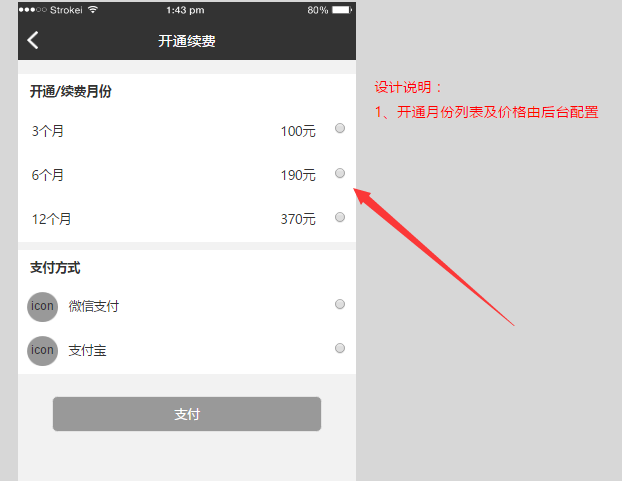 Strokei 1:43 pm 80%
开通续费
开通/续费月份
3个月 100元
6个月 190元
12个月 370元
支付方式
icon 微信支付
icon 支付宝
支付
设计说明：
1、开通月份列表及价格由后台配置